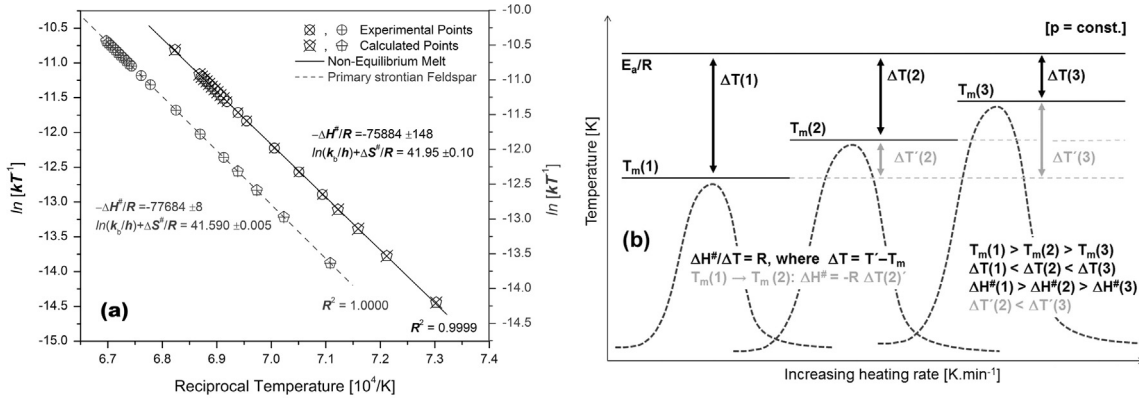 -10.5
-11.0
-11.5
-12.0
-12.5
-13.0
-13.5
-14.0
-14.5
-15.0
ln [kT⁻¹]
-10.0
-10.5
-11.0
-11.5
-12.0
-12.5
-13.0
-13.5
-14.0
-14.5
ln [kT⁻¹]
, Experimental Points
, Calculated Points
Non-Equilibrium Melt
Primary strontian Feldspar
−ΔH#/R =-75884 ±148
ln(kb/h)+ΔS#/R = 41.95 ±0.10
−ΔH#/R =-77684 ±8
ln(kb/h)+ΔS#/R = 41.590 ±0.005
(a)
R² = 1.0000
R² = 0.9999
6.7 6.8 6.9 7.0 7.1 7.2 7.3 7.4
Reciprocal Temperature [10⁴/K]
[p = const.]
Ea/R
ΔT(1)
ΔT(2)
ΔT(3)
Tm(3)
Tm(2)
Tm(1)
ΔT´(2)
ΔT´(3)
Temperature [K]
(b)
ΔH#/ΔT= R, where ΔT = T´–Tm
Tm(1) → Tm(2): ΔH# = -R ΔT(2)´
Tm(1) > Tm(2) > Tm(3)
ΔT(1) < ΔT(2) < ΔT(3)
ΔH#(1) > ΔH#(2) > ΔH#(3)
ΔT´(2) < ΔT´(3)
Increasing heating rate [K.min⁻¹]